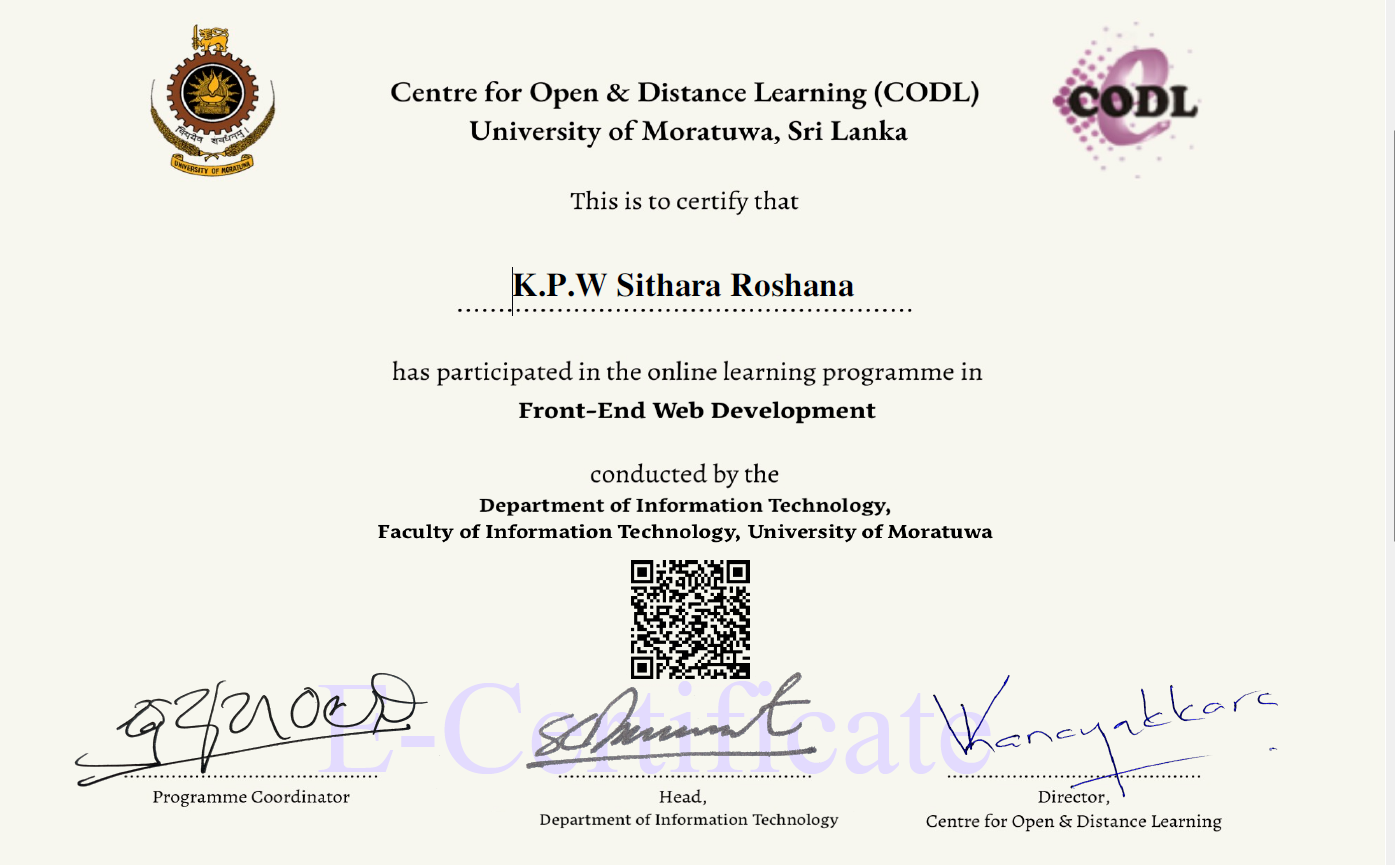 विद्ययैव सर्वधनम्।
UNIVERSITY OF MORATUWA
Centre for Open & Distance Learning (CODL)
University of Moratuwa, Sri Lanka
CODL
This is to certify that
K.P.W Sithara Roshana
has participated in the online learning programme in
Front-End Web Development
conducted by the
Department of Information Technology,
Faculty of Information Technology, University of Moratuwa
E-Certificate
Programme Coordinator
Head,
Department of Information Technology
Director,
Centre for Open & Distance Learning